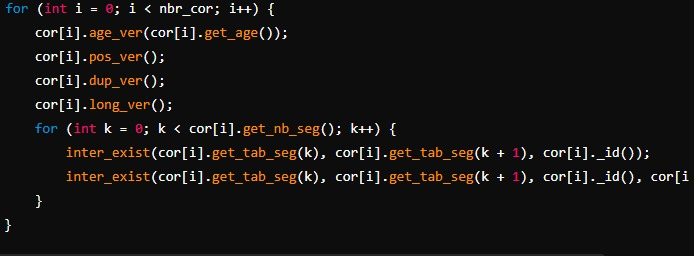 for (int i = 0; i < nbr_cor; i++) {
    cor[i].age_ver(cor[i].get_age());
    cor[i].pos_ver();
    cor[i].dup_ver();
    cor[i].long_ver();
    for (int k = 0; k < cor[i].get_nb_seg(); k++) {
        inter_exist(cor[i].get_tab_seg(k), cor[i].get_tab_seg(k + 1), cor[i]._id());
        inter_exist(cor[i].get_tab_seg(k), cor[i].get_tab_seg(k + 1), cor[i]._id(), cor[i
    }
}